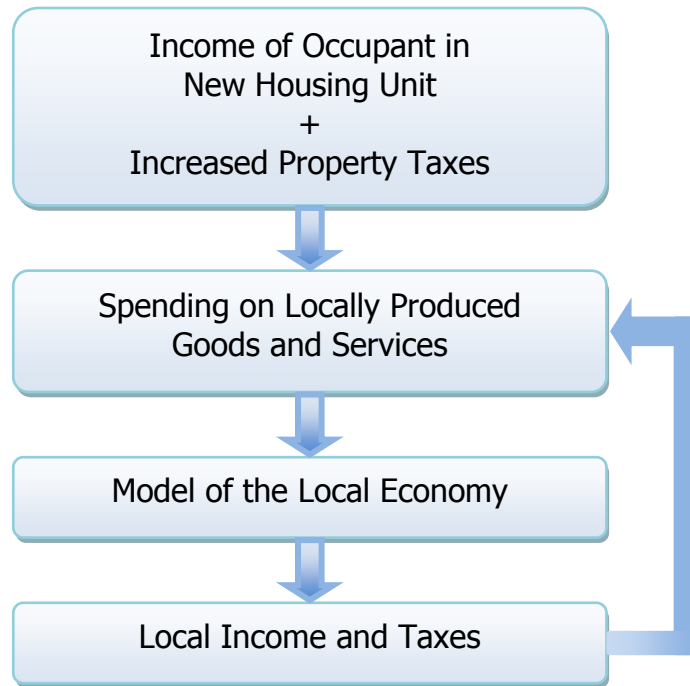 Income of Occupant in
New Housing Unit
+
Increased Property Taxes
Spending on Locally Produced
Goods and Services
Model of the Local Economy
Local Income and Taxes